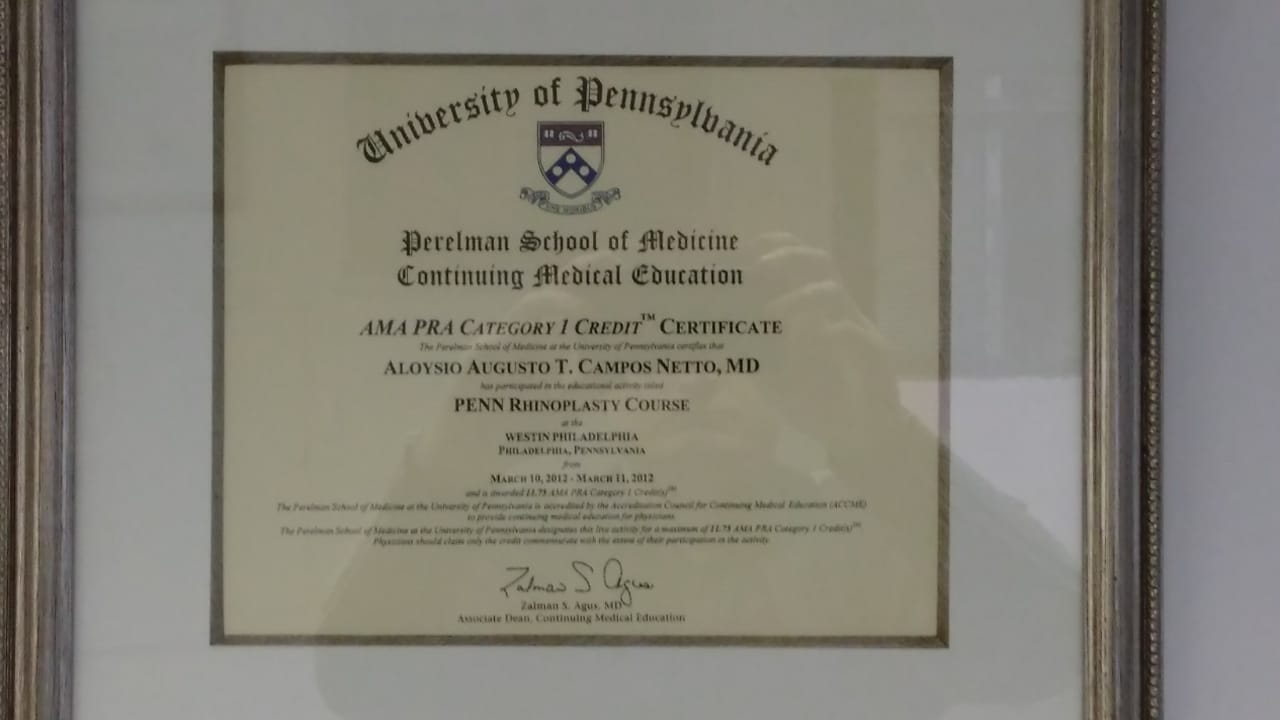 University of Pennsylvania
Perelman School of Medicine
Continuing Medical Education
AMA PRA CATEGORY 1 CREDIT™ CERTIFICATE
The Perelman School of Medicine at the University of Pennsylvania certifies that
ALOYSIO AUGUSTO T. CAMPOS NETTO, MD
has participated in the educational activity titled
PENN RHINOPLASTY COURSE
at the
WESTIN PHILADELPHIA
PHILADELPHIA, PENNSYLVANIA
from
MARCH 10, 2012 - MARCH 11, 2012
and is awarded 11.75 AMA PRA Category 1 Credit(s)™
The Perelman School of Medicine at the University of Pennsylvania is accredited by the Accreditation Council for Continuing Medical Education (ACCME)
to provide continuing medical education for physicians.
The Perelman School of Medicine at the University of Pennsylvania designates this live activity for a maximum of 11.75 AMA PRA Category 1 Credit(s)™
Physicians should claim only the credit commensurate with the extent of their participation in the activity.
Zalman S Agus
Zalman S. Agus, MD
Associate Dean, Continuing Medical Education